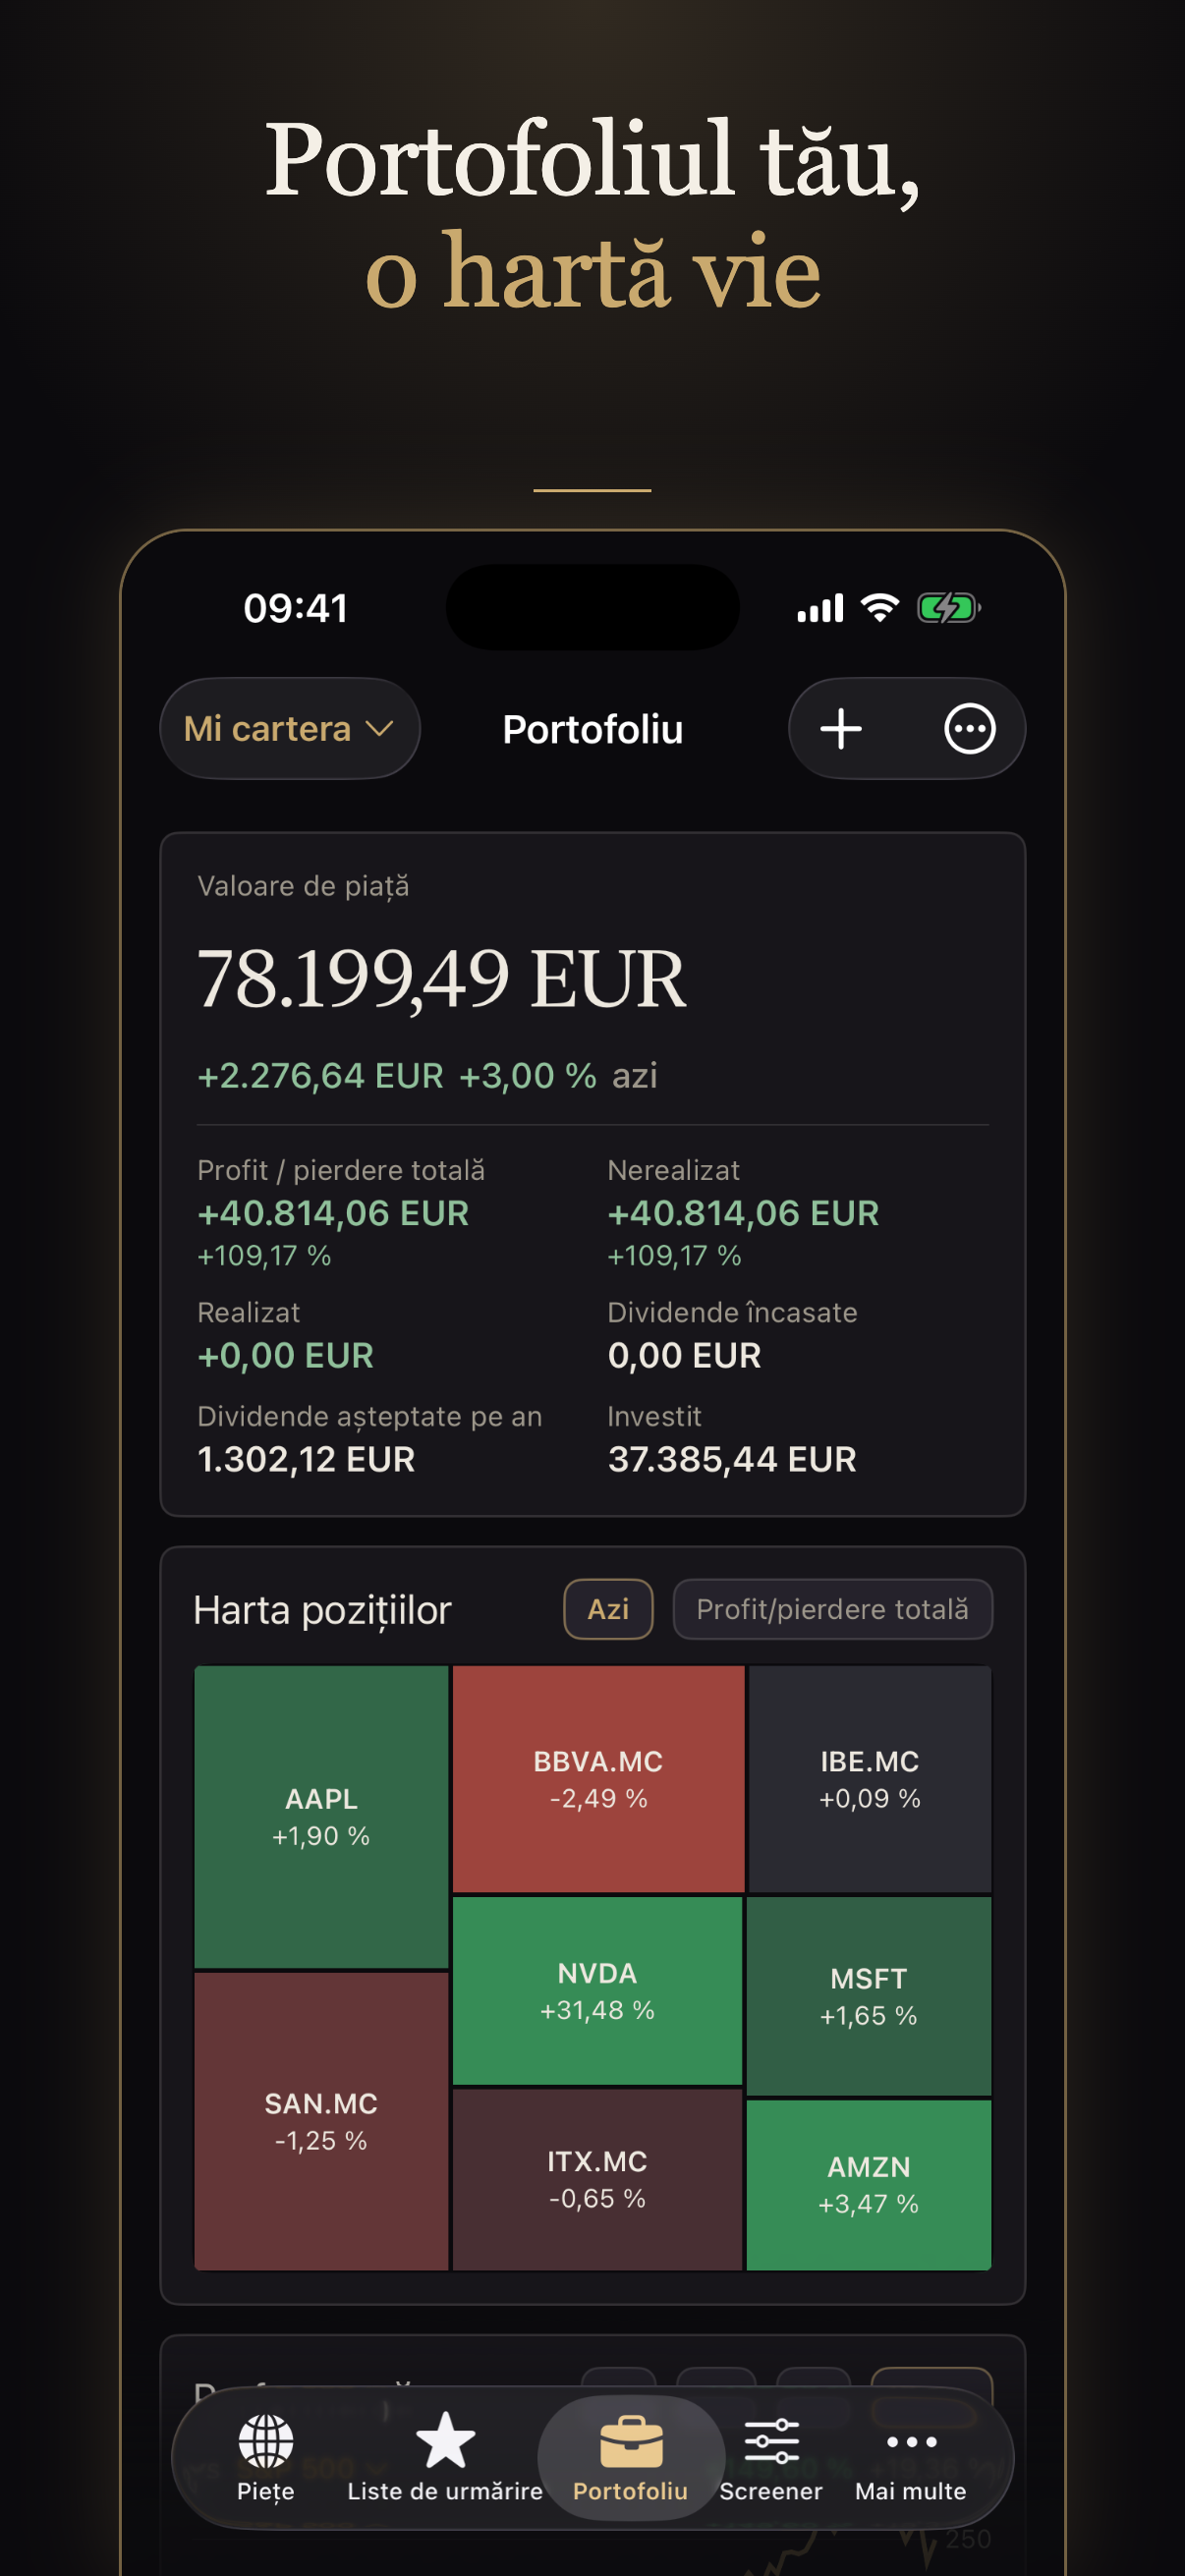 Portofoliul tău,
o hartă vie
09:41
Mi cartera
Portofoliu
Valoare de piață
78.199,49 EUR
+2.276,64 EUR +3,00 % azi
Profit / pierdere totală
+40.814,06 EUR
+109,17 %
Nerealizat
+40.814,06 EUR
+109,17 %
Realizat
+0,00 EUR
Dividende încasate
0,00 EUR
Dividende așteptate pe an
1.302,12 EUR
Investit
37.385,44 EUR
Harta pozițiilor
Azi
Profit/pierdere totală
AAPL
+1,90 %
BBVA.MC
-2,49 %
IBE.MC
+0,09 %
NVDA
+31,48 %
MSFT
+1,65 %
SAN.MC
-1,25 %
ITX.MC
-0,65 %
AMZN
+3,47 %
Piețe
Liste de urmărire
Portofoliu
Screener
Mai multe
250